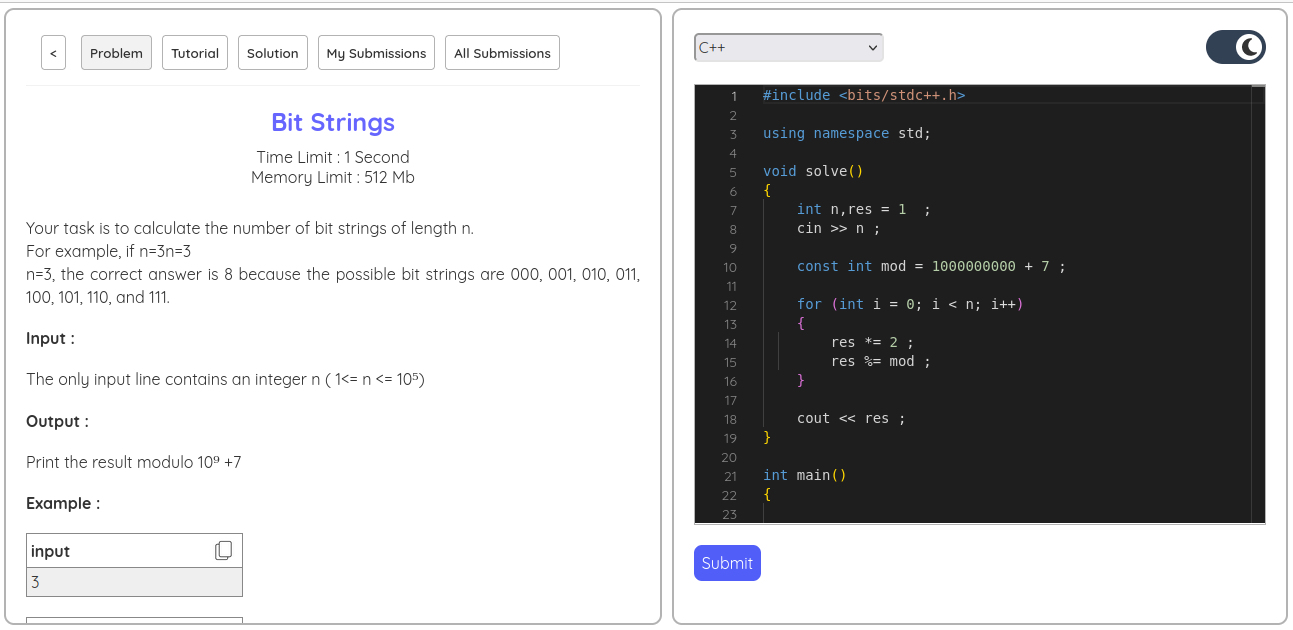 < Problem Tutorial Solution My Submissions All Submissions
Bit Strings
Time Limit : 1 Second
Memory Limit : 512 Mb
Your task is to calculate the number of bit strings of length n.
For example, if n=3n=3
n=3, the correct answer is 8 because the possible bit strings are 000, 001, 010, 011,
100, 101, 110, and 111.
Input :
The only input line contains an integer n ( 1<= n <= 10⁵)
Output :
Print the result modulo 10⁹ +7
Example :
input
3
C++
1 #include <bits/stdc++.h>
2
3 using namespace std;
4
5 void solve()
6 {
7     int n,res = 1  ;
8     cin >> n ;
9
10     const int mod = 1000000000 + 7 ;
11
12     for (int i = 0; i < n; i++)
13     {
14         res *= 2 ;
15         res %= mod ;
16     }
17
18     cout << res ;
19 }
20
21 int main()
22 {
23
Submit